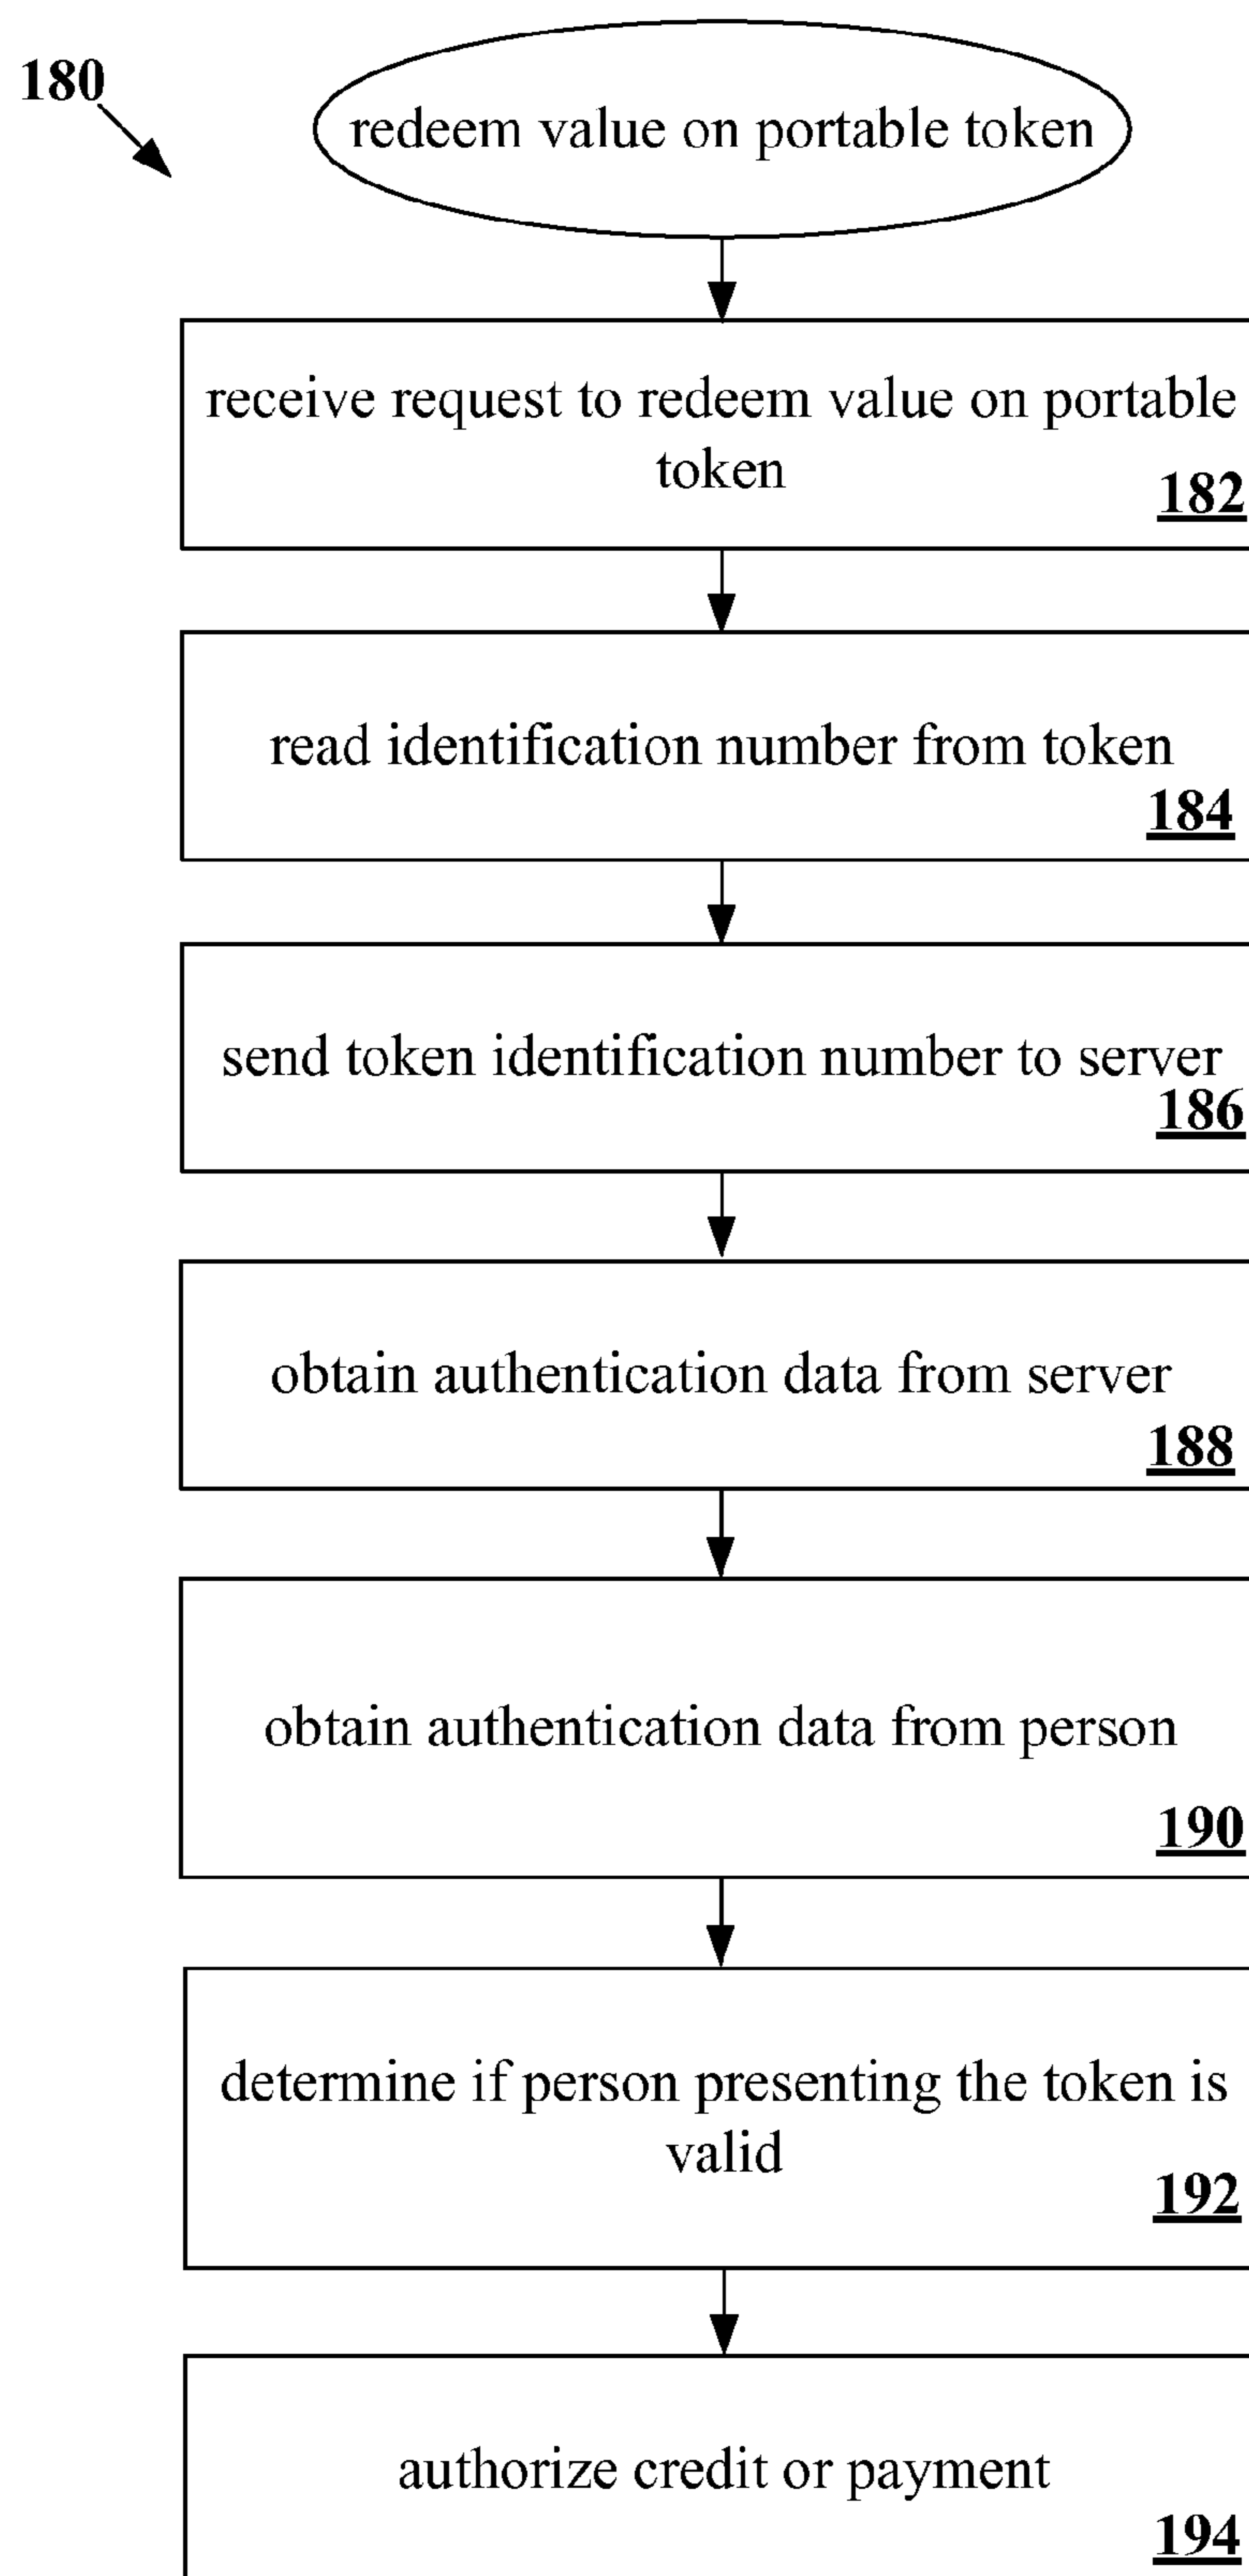 180
redeem value on portable token
receive request to redeem value on portable
token
182
read identification number from token
184
send token identification number to server
186
obtain authentication data from server
188
obtain authentication data from person
190
determine if person presenting the token is
valid
192
authorize credit or payment
194